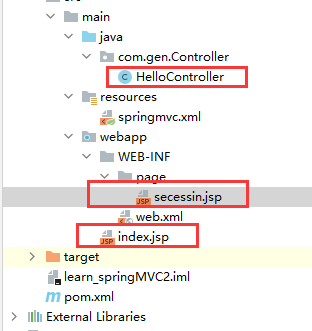 main
java
com.gen.Controller
C HelloController
resources
springmvc.xml
webapp
WEB-INF
page
JSP secessin.jsp
web.xml
JSP index.jsp
target
learn_springMVC2.iml
pom.xml
External Libraries